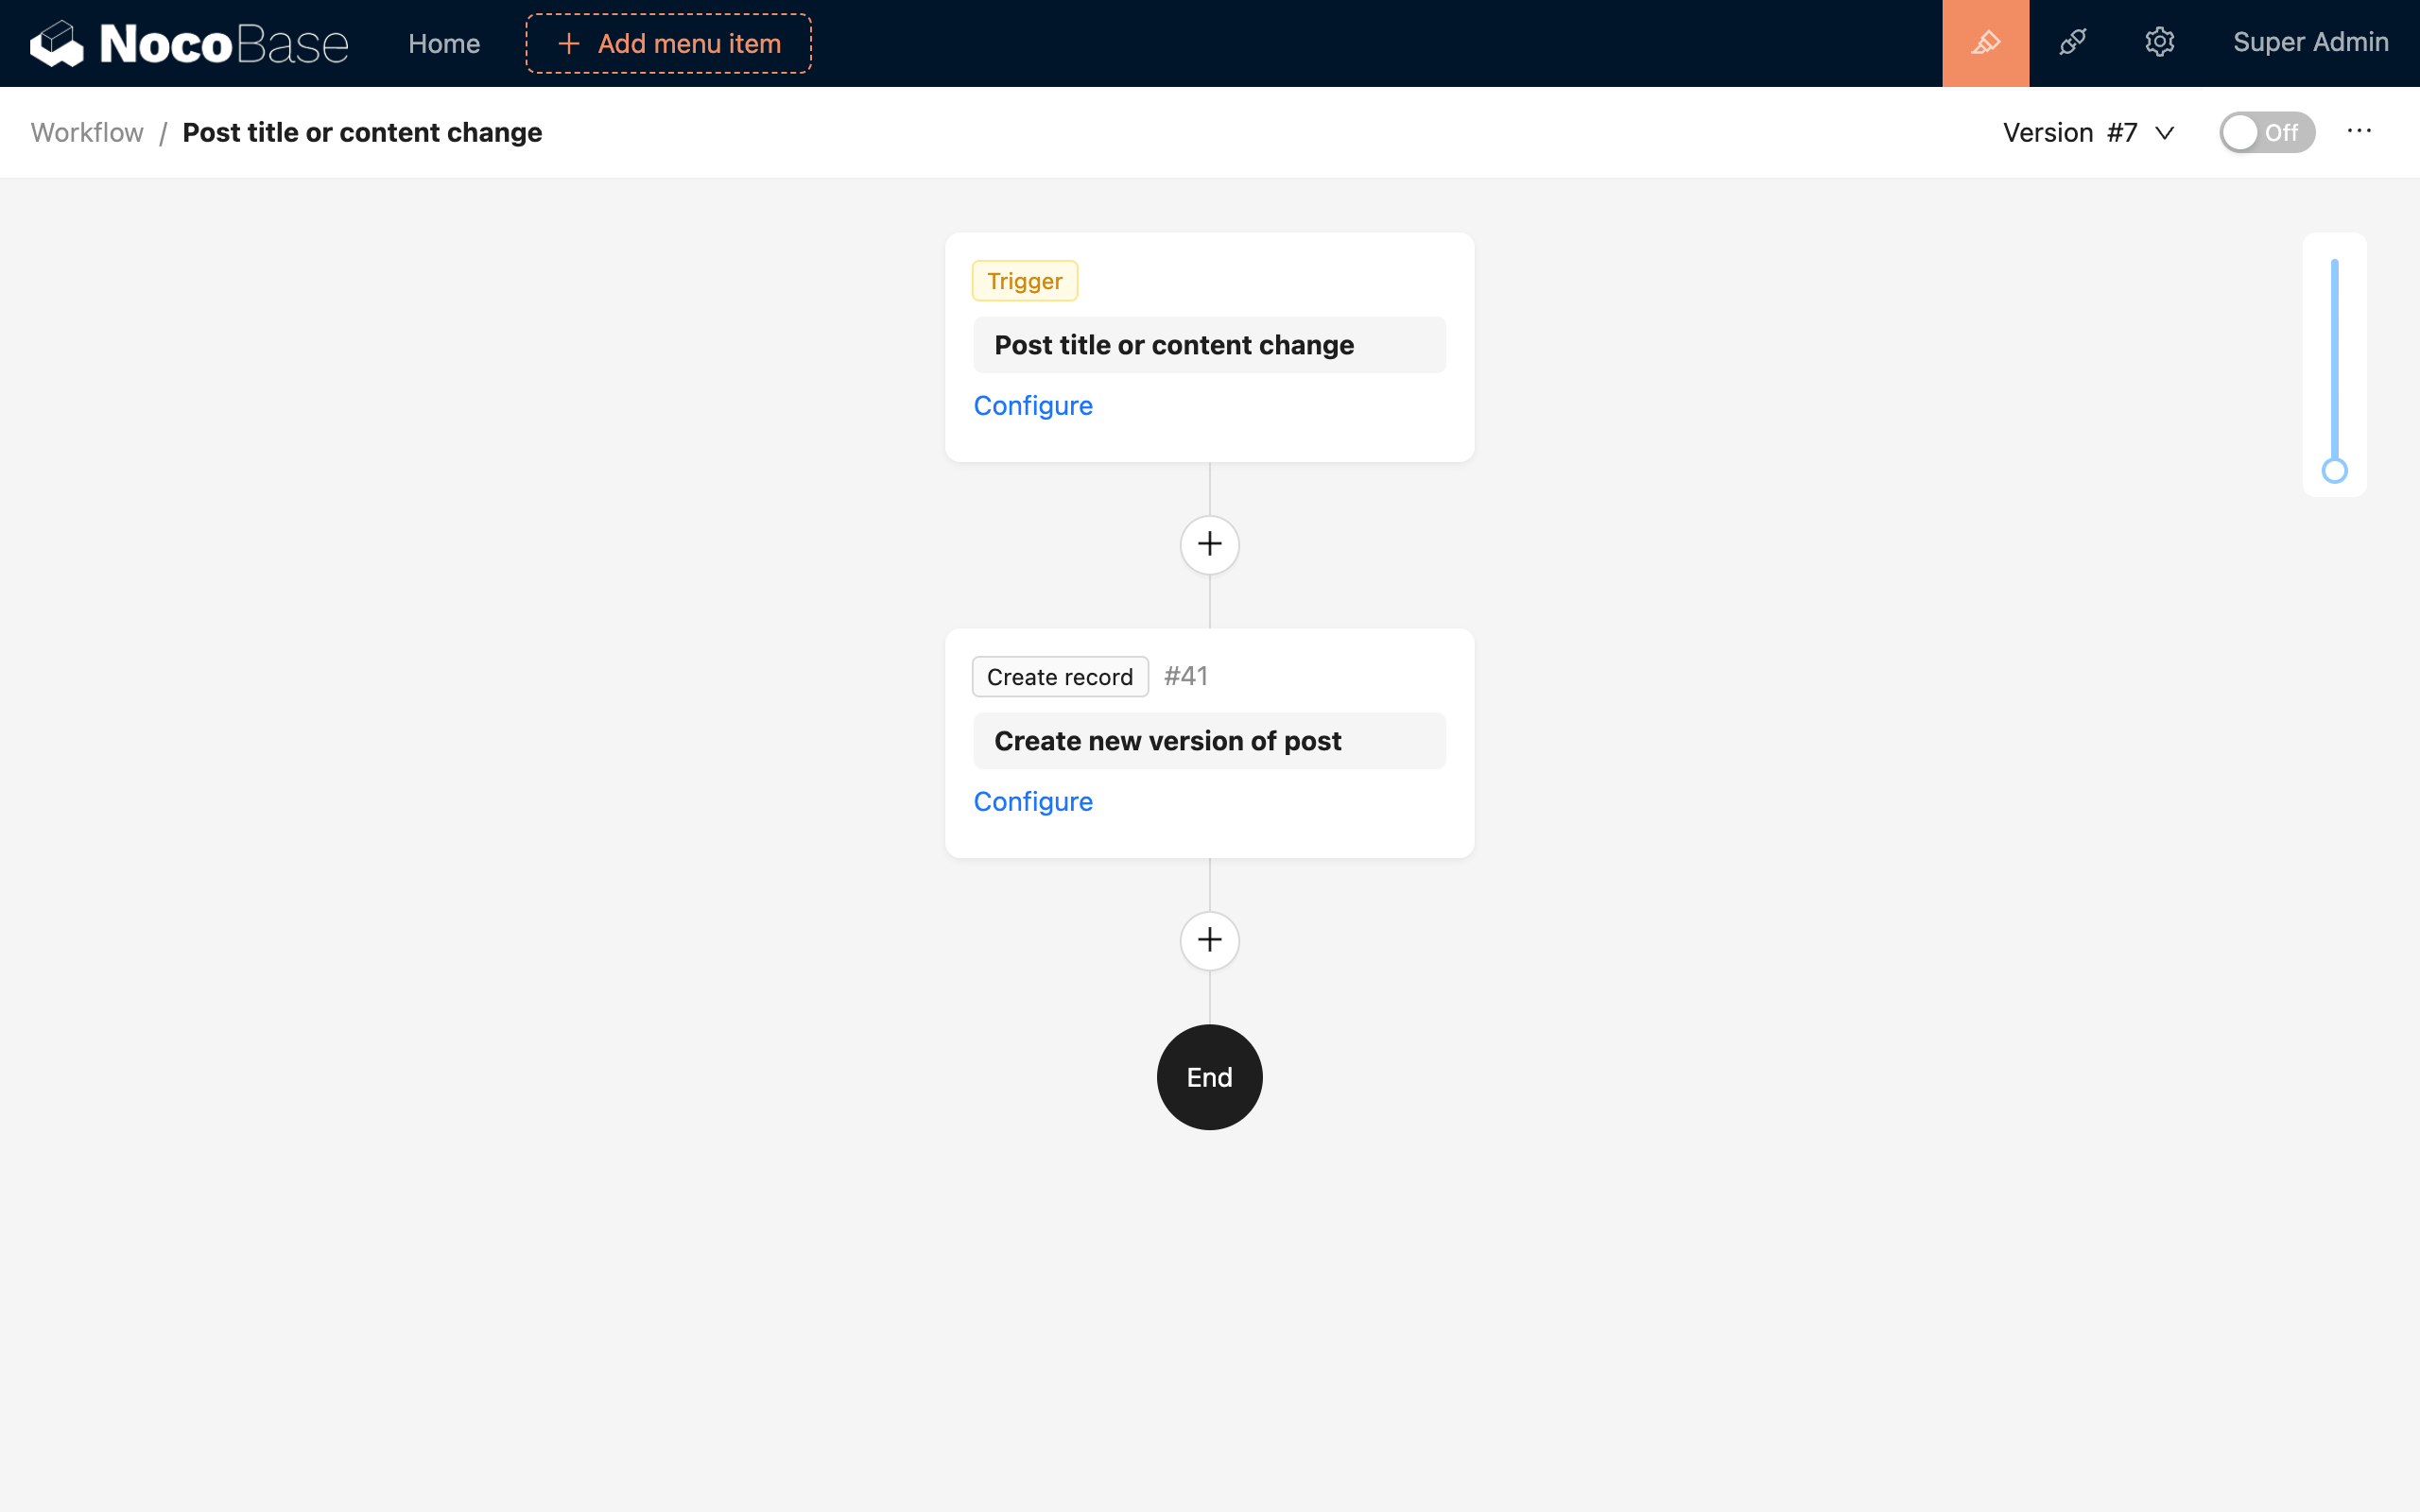 NocoBase Home + Add menu item Super Admin
Workflow / Post title or content change Version #7 Off ···
Trigger
Post title or content change
Configure
Create record #41
Create new version of post
Configure
End